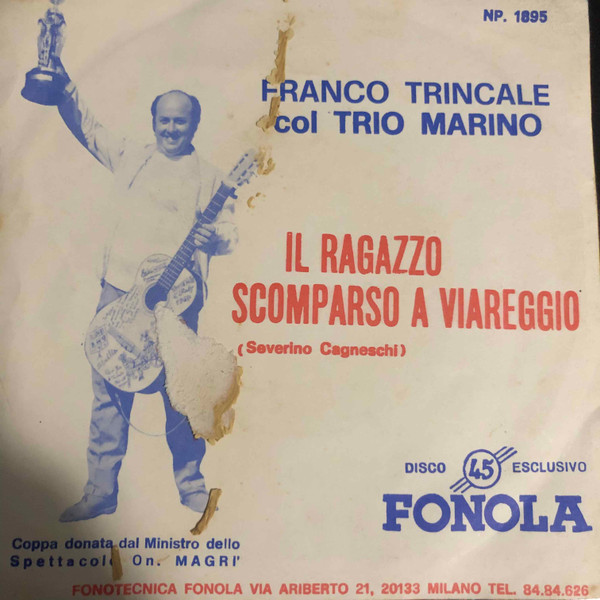 NP. 1895
FRANCO TRINCALE
col TRIO MARINO
IL RAGAZZO
SCOMPARSO A VIAREGGIO
(Severino Cagneschi)
DISCO 45 ESCLUSIVO
FONOLA
Coppa donata dal Ministro dello
Spettacolo On. MAGRI'
FONOTECNICA FONOLA VIA ARIBERTO 21, 20133 MILANO TEL. 84.84.626